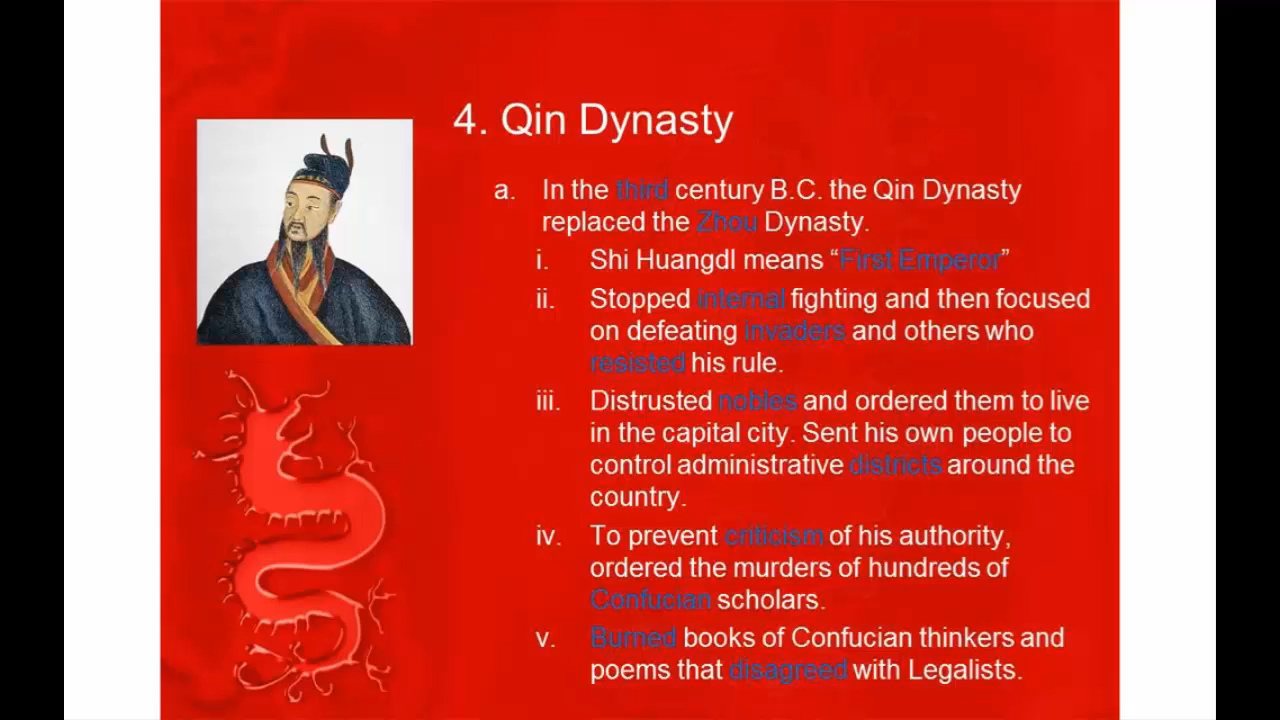 4. Qin Dynasty
a. In the third century B.C. the Qin Dynasty
replaced the Zhou Dynasty.
i. Shi Huangdl means “First Emperor”
ii. Stopped internal fighting and then focused
on defeating invaders and others who
resisted his rule.
iii. Distrusted nobles and ordered them to live
in the capital city. Sent his own people to
control administrative districts around the
country.
iv. To prevent criticism of his authority,
ordered the murders of hundreds of
Confucian scholars.
v. Burned books of Confucian thinkers and
poems that disagreed with Legalists.